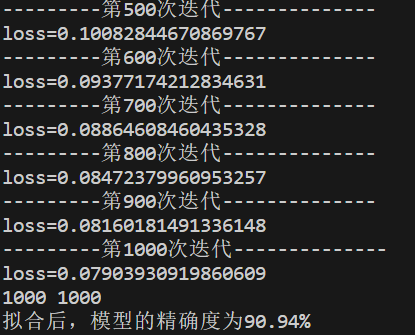 ---------第500次迭代--------------
loss=0.10082844670869767
---------第600次迭代--------------
loss=0.09377174212834631
---------第700次迭代--------------
loss=0.08864608460435328
---------第800次迭代--------------
loss=0.08472379960953257
---------第900次迭代--------------
loss=0.08160181491336148
---------第1000次迭代--------------
loss=0.07903930919860609
1000 1000
拟合后，模型的精确度为90.94%